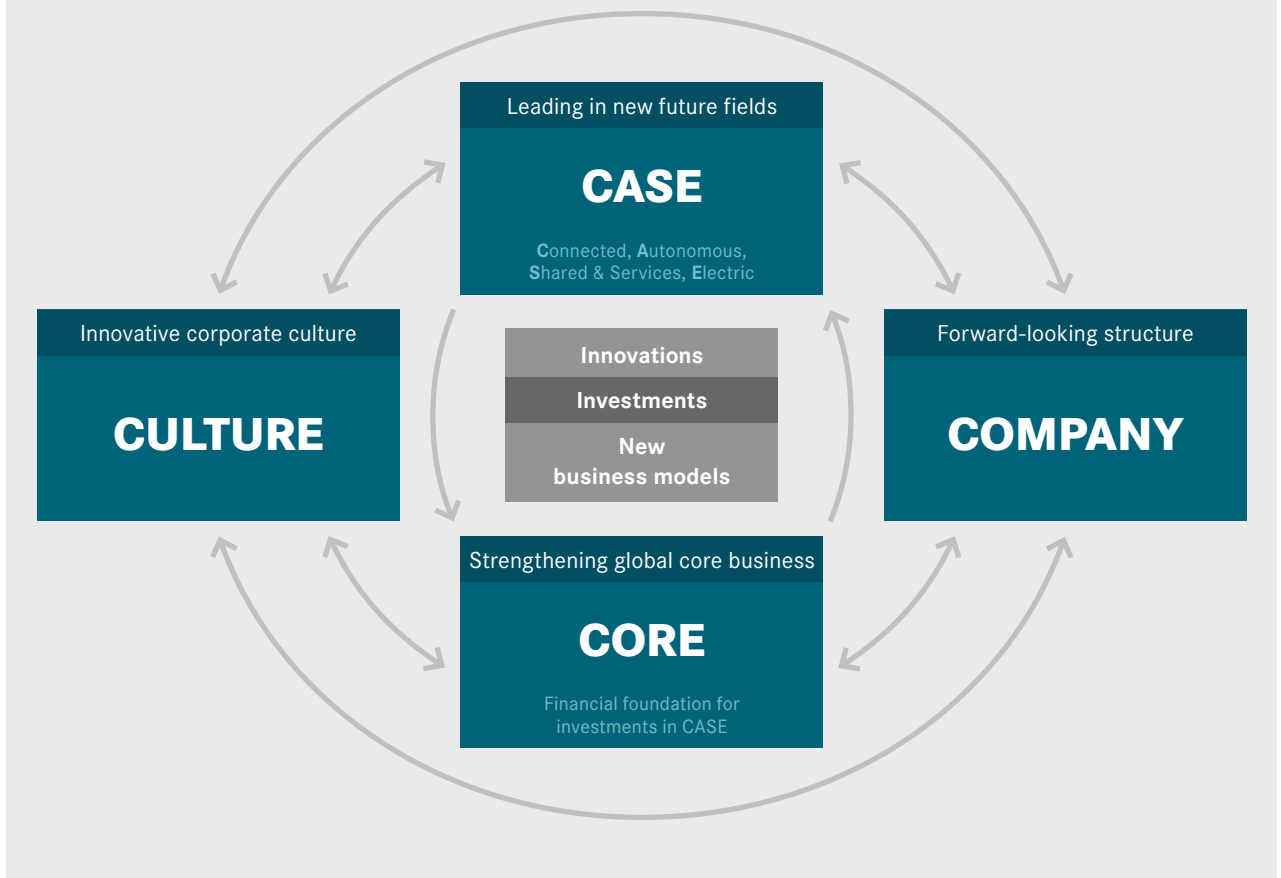 Leading in new future fields
CASE
Connected, Autonomous,
Shared & Services, Electric
Innovative corporate culture
CULTURE
Innovations
Investments
New
business models
Forward-looking structure
COMPANY
Strengthening global core business
CORE
Financial foundation for
investments in CASE